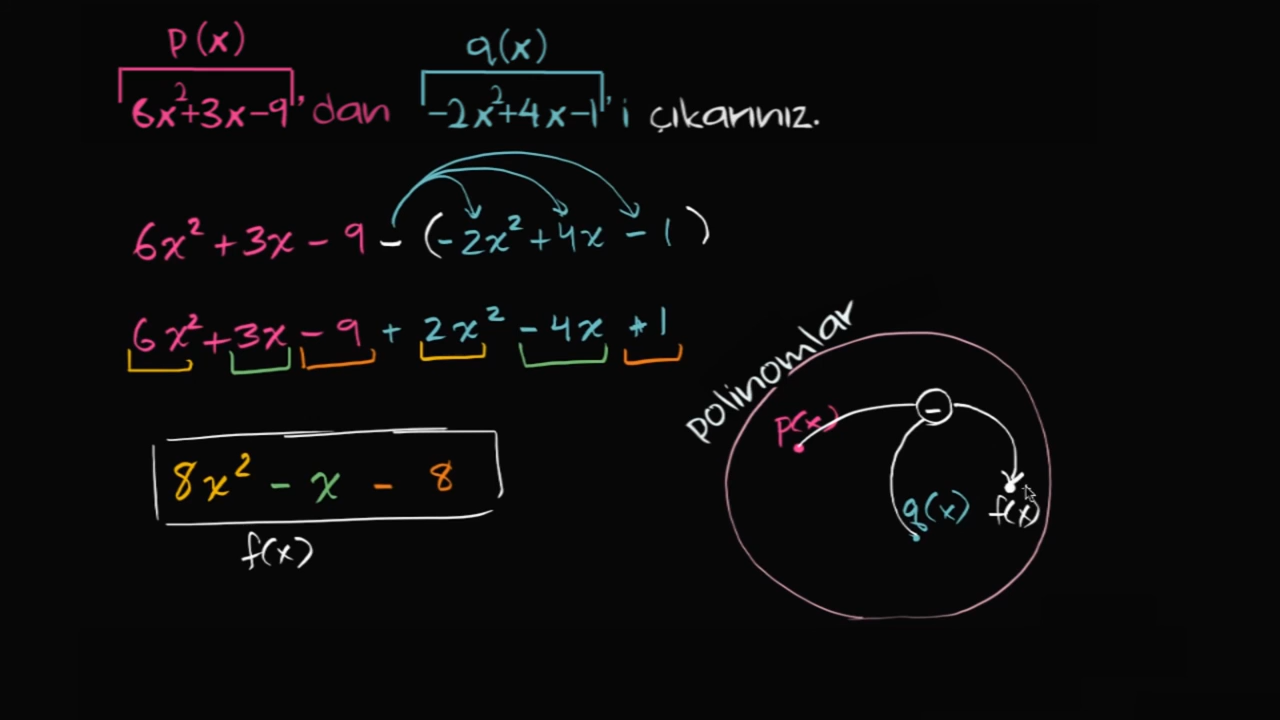 p(x) q(x)
6x²+3x-9'dan -2x²+4x-1'i çıkarınız.
6x² + 3x - 9 - (-2x² + 4x - 1)
6x² + 3x - 9 + 2x² - 4x + 1
8x² - x - 8
f(x)
polinomlar
p(x)
-
q(x)
f(x)